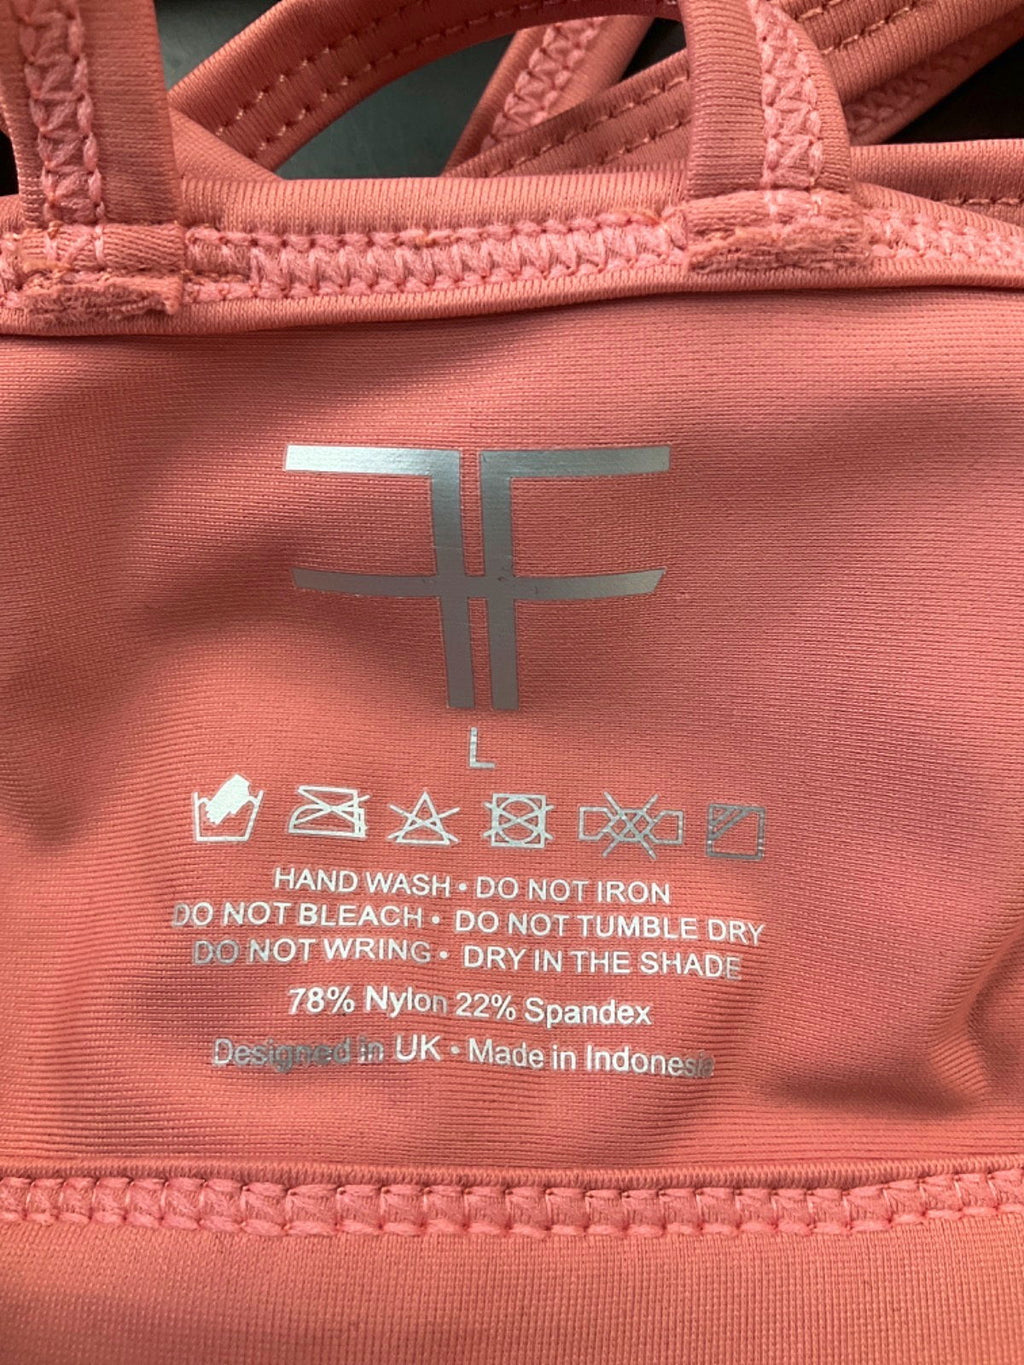 L
HAND WASH • DO NOT IRON
DO NOT BLEACH • DO NOT TUMBLE DRY
DO NOT WRING • DRY IN THE SHADE
78% Nylon 22% Spandex
Designed in UK • Made in Indonesia